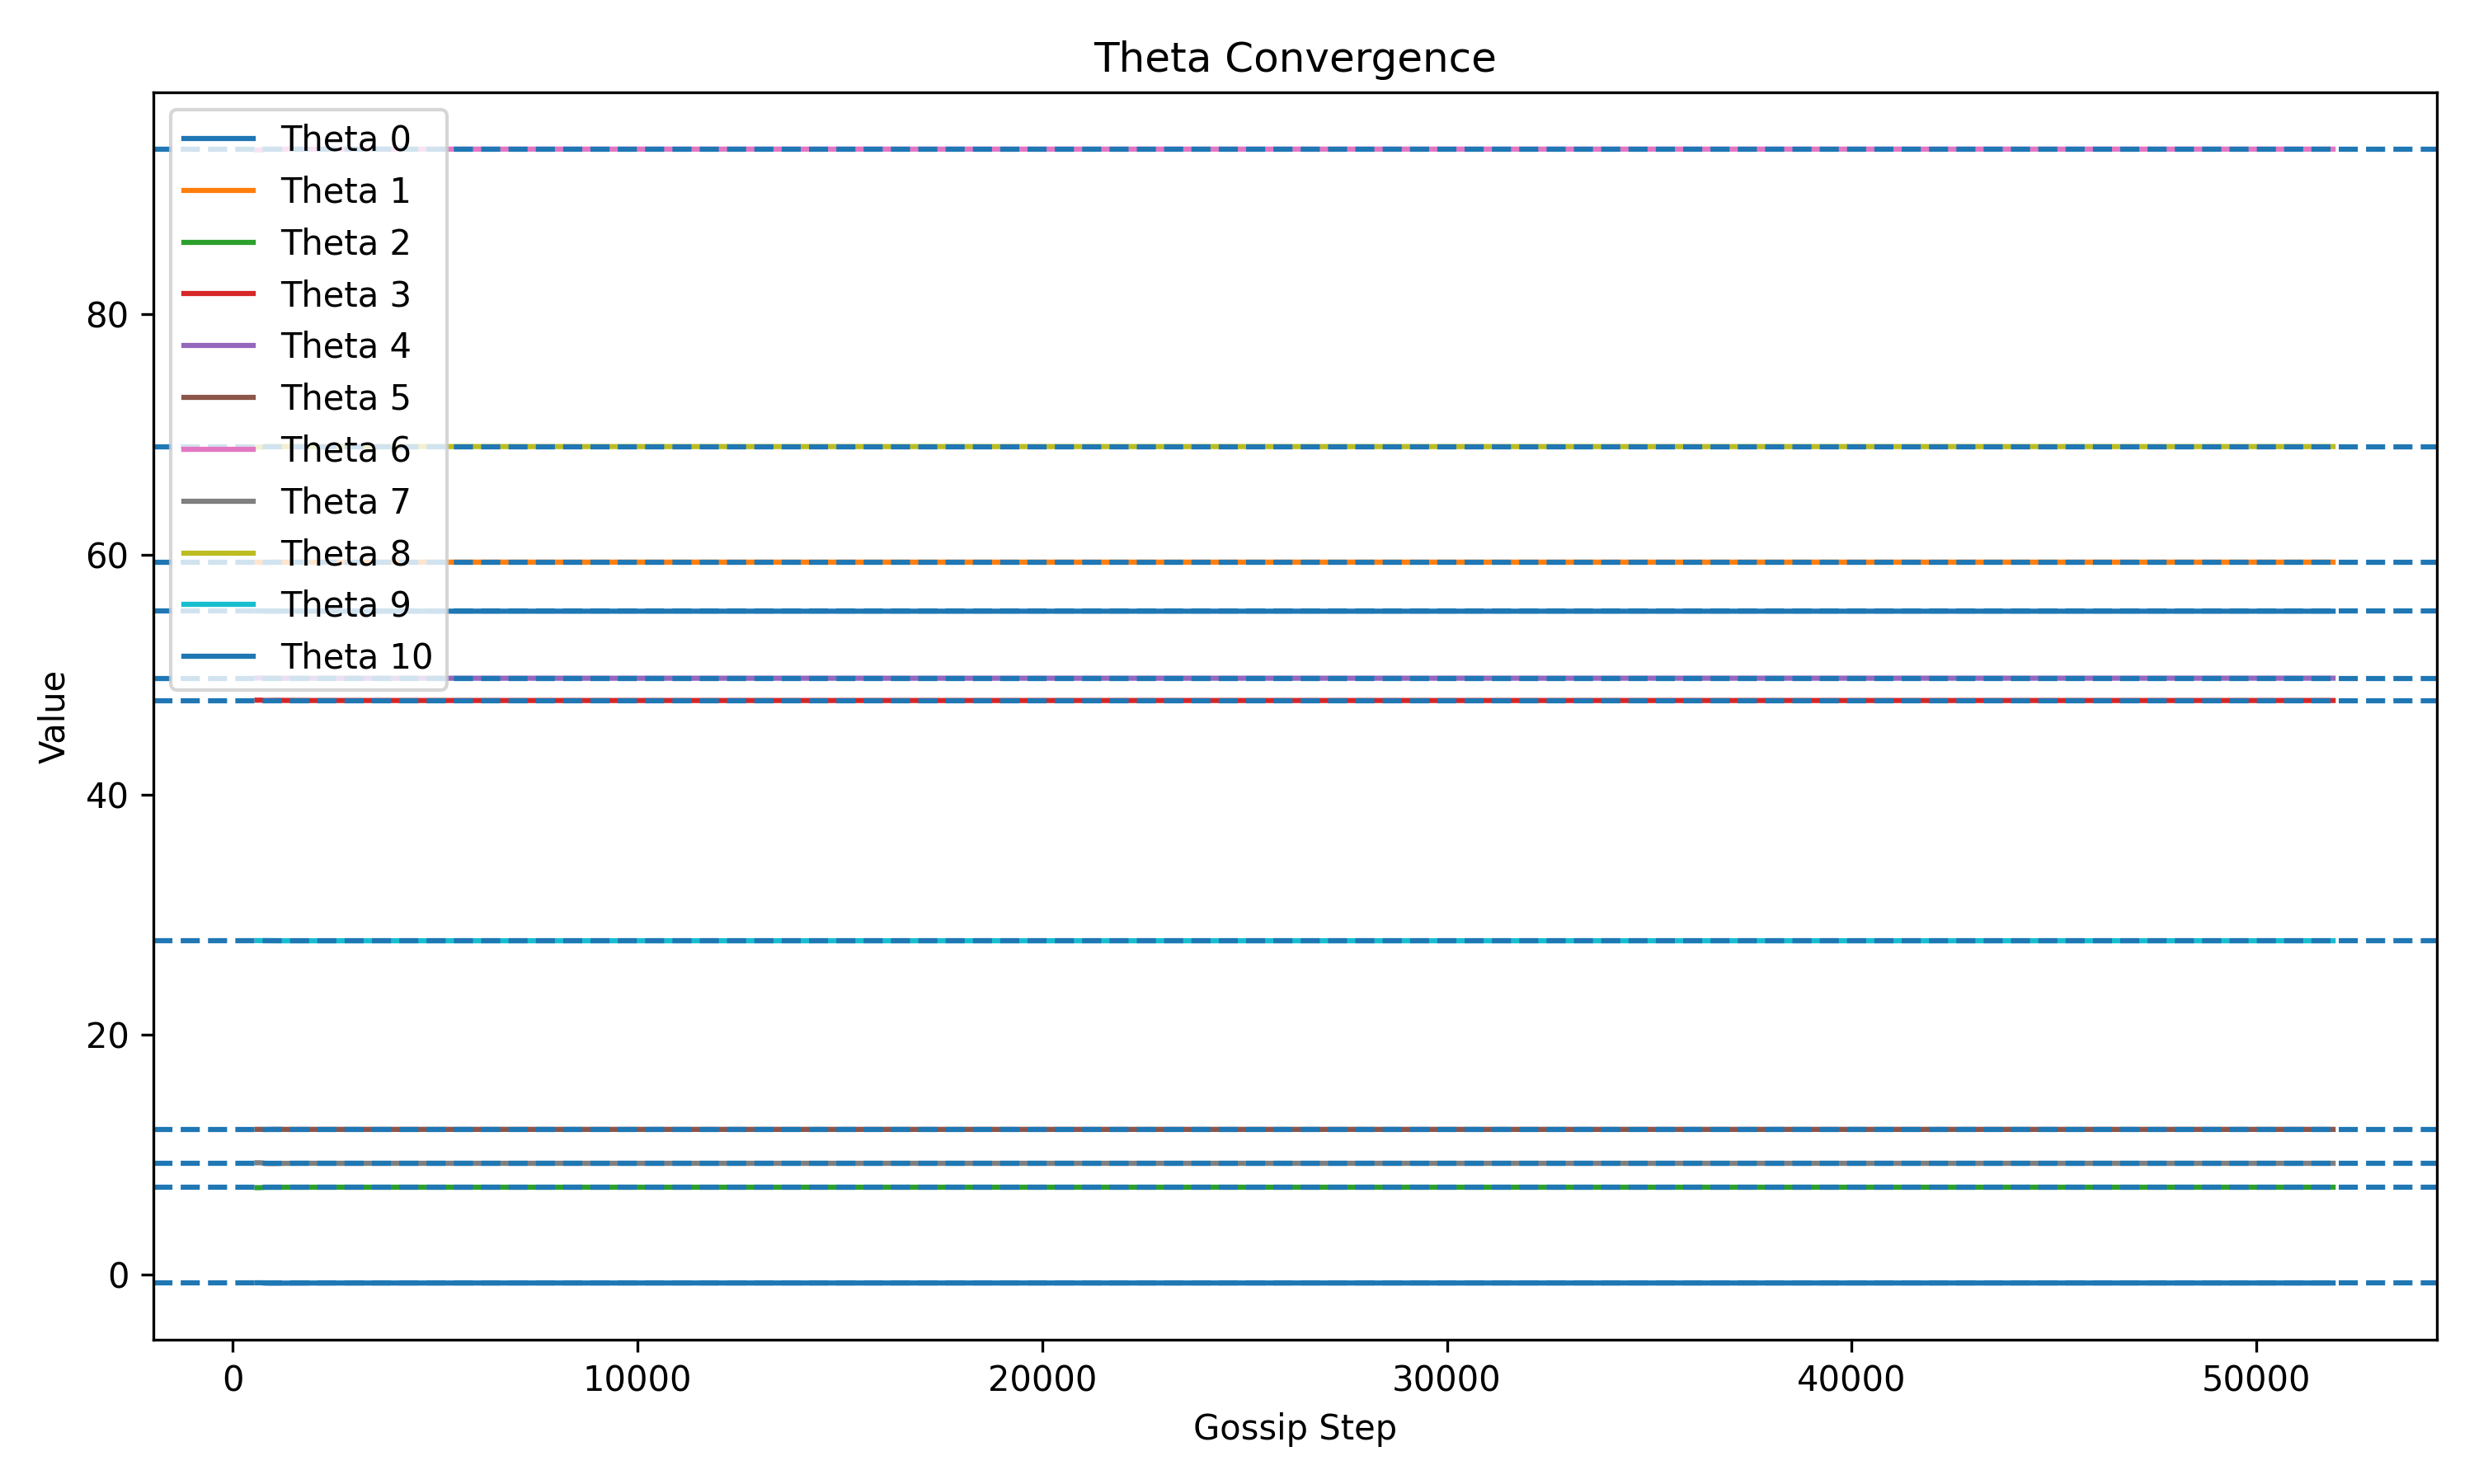 Theta Convergence
Theta 0
Theta 1
Theta 2
Theta 3
Theta 4
Theta 5
Theta 6
Theta 7
Theta 8
Theta 9
Theta 10
80
60
40
20
0
Value
0 10000 20000 30000 40000 50000
Gossip Step